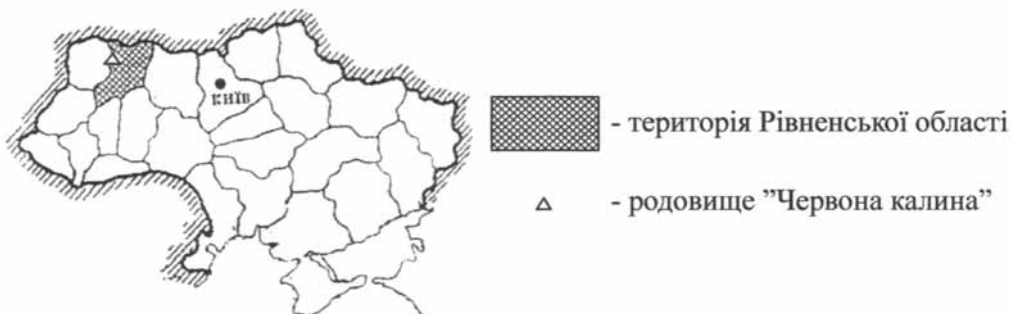 київ
- територія Рівненської області
- родовище ”Червона калина”